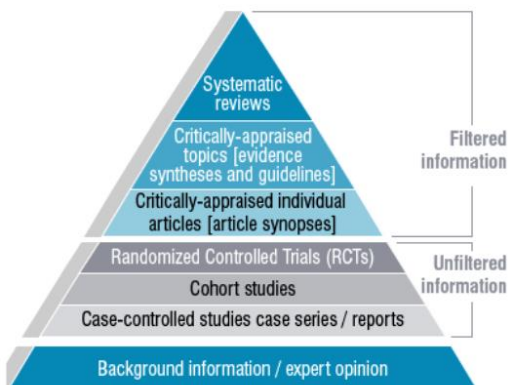 Systematic
reviews
Critically-appraised
topics [evidence
syntheses and guidelines]
Critically-appraised individual
articles [article synopses]
Filtered
information
Randomized Controlled Trials (RCTs)
Cohort studies
Case-controlled studies case series / reports
Unfiltered
information
Background information / expert opinion